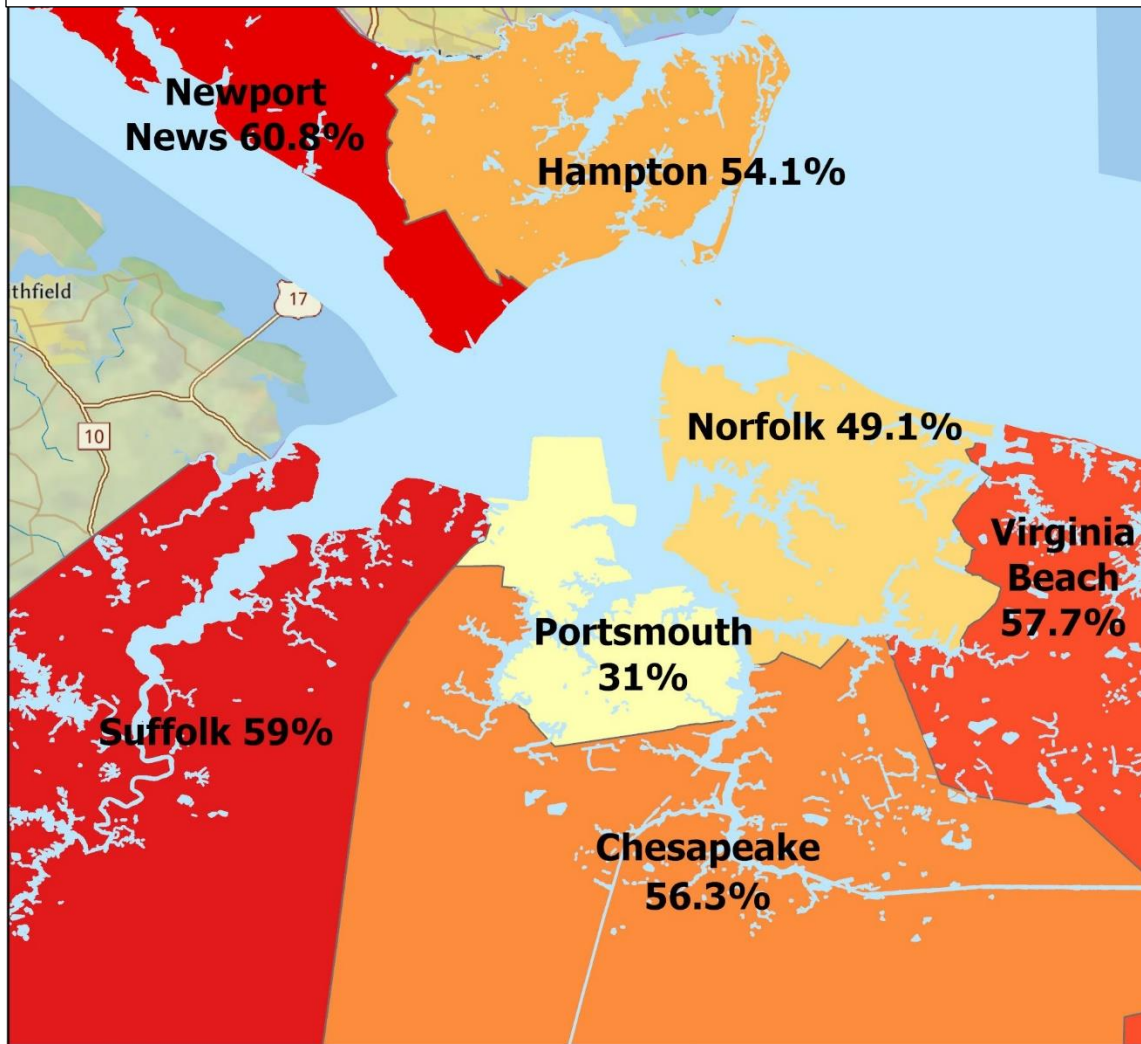 Newport
News 60.8%
Hampton 54.1%
17
thfield
10
Norfolk 49.1%
Virginia
Beach
57.7%
Portsmouth
31%
Suffolk 59%
Chesapeake
56.3%